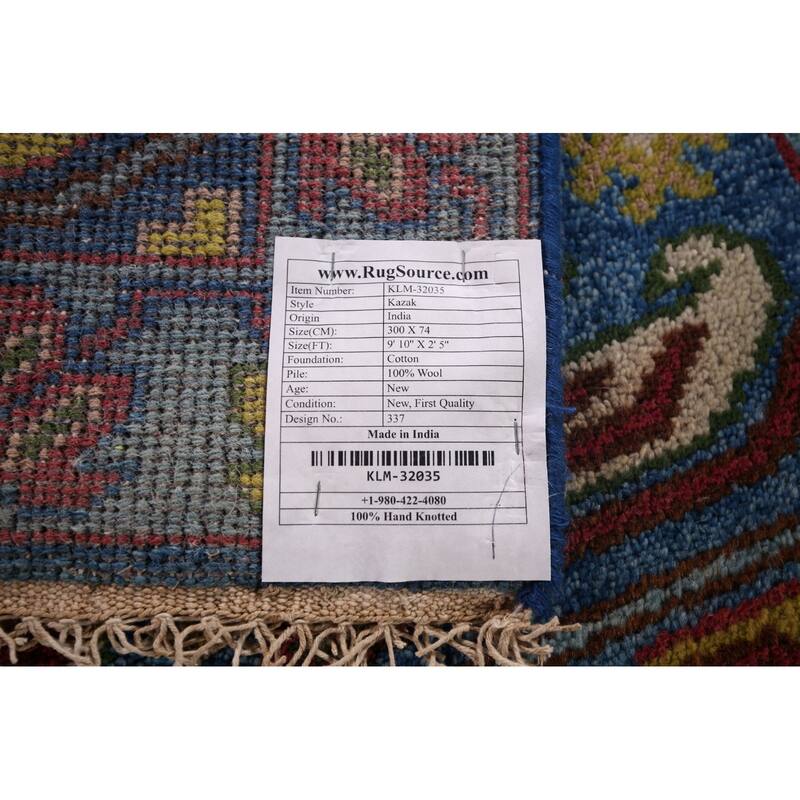 www.RugSource.com
Item Number: KLM-32035
Style Kazak
Origin India
Size(CM): 300 X 74
Size(FT): 9' 10" X 2' 5"
Foundation: Cotton
Pile: 100% Wool
Age: New
Condition: New, First Quality
Design No.: 337
Made in India
KLM-32035
+1-980-422-4080
100% Hand Knotted